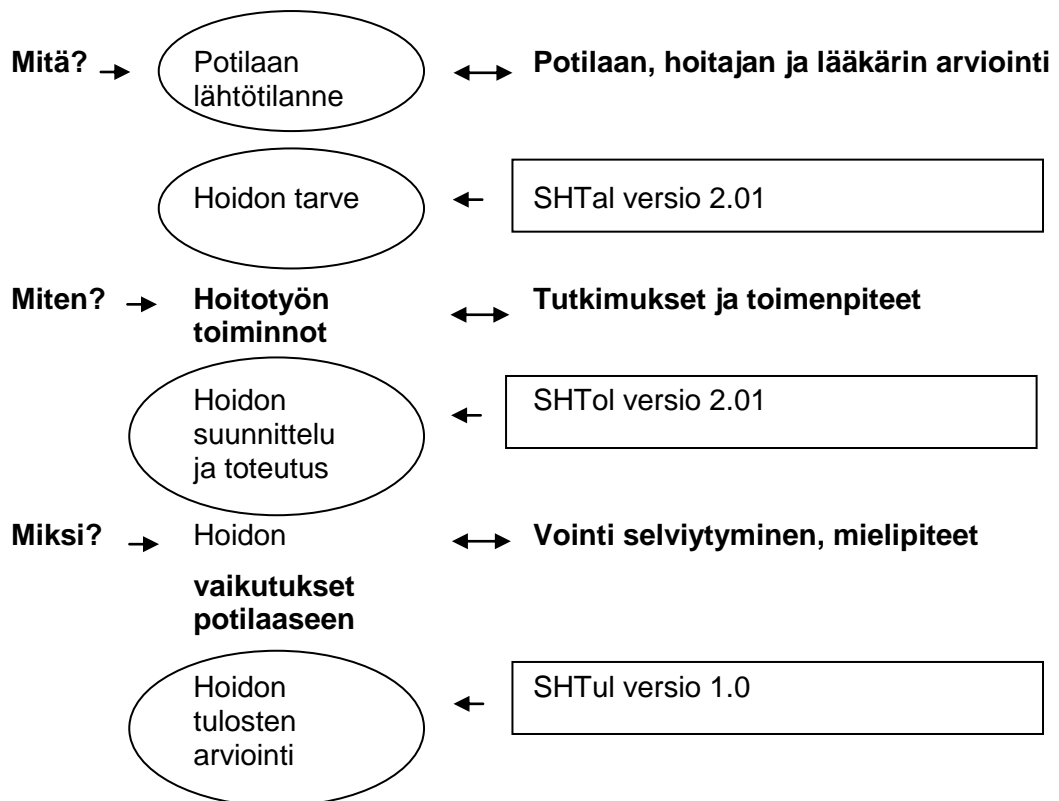 Mitä?
Potilaan
lähtötilanne
Potilaan, hoitajan ja lääkärin arviointi
Hoidon tarve
SHTal versio 2.01
Miten?
Hoitotyön
toiminnot
Tutkimukset ja toimenpiteet
Hoidon
suunnittelu
ja toteutus
SHTol versio 2.01
Miksi?
Hoidon
Vointi selviytyminen, mielipiteet
vaikutukset
potilaaseen
Hoidon
tulosten
arviointi
SHTul versio 1.0